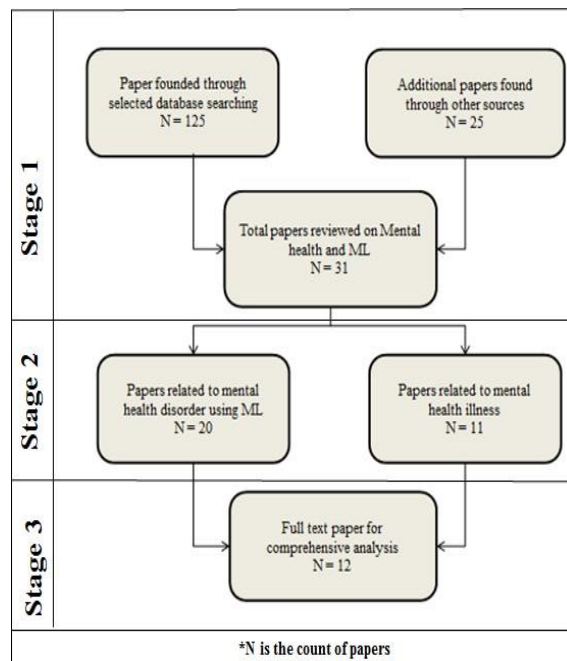 Stage 1
Paper founded through
selected database searching
N = 125
Additional papers found
through other sources
N = 25
Total papers reviewed on Mental
health and ML
N = 31
Stage 2
Papers related to mental
health disorder using ML
N = 20
Papers related to mental
health illness
N = 11
Stage 3
Full text paper for
comprehensive analysis
N = 12
*N is the count of papers